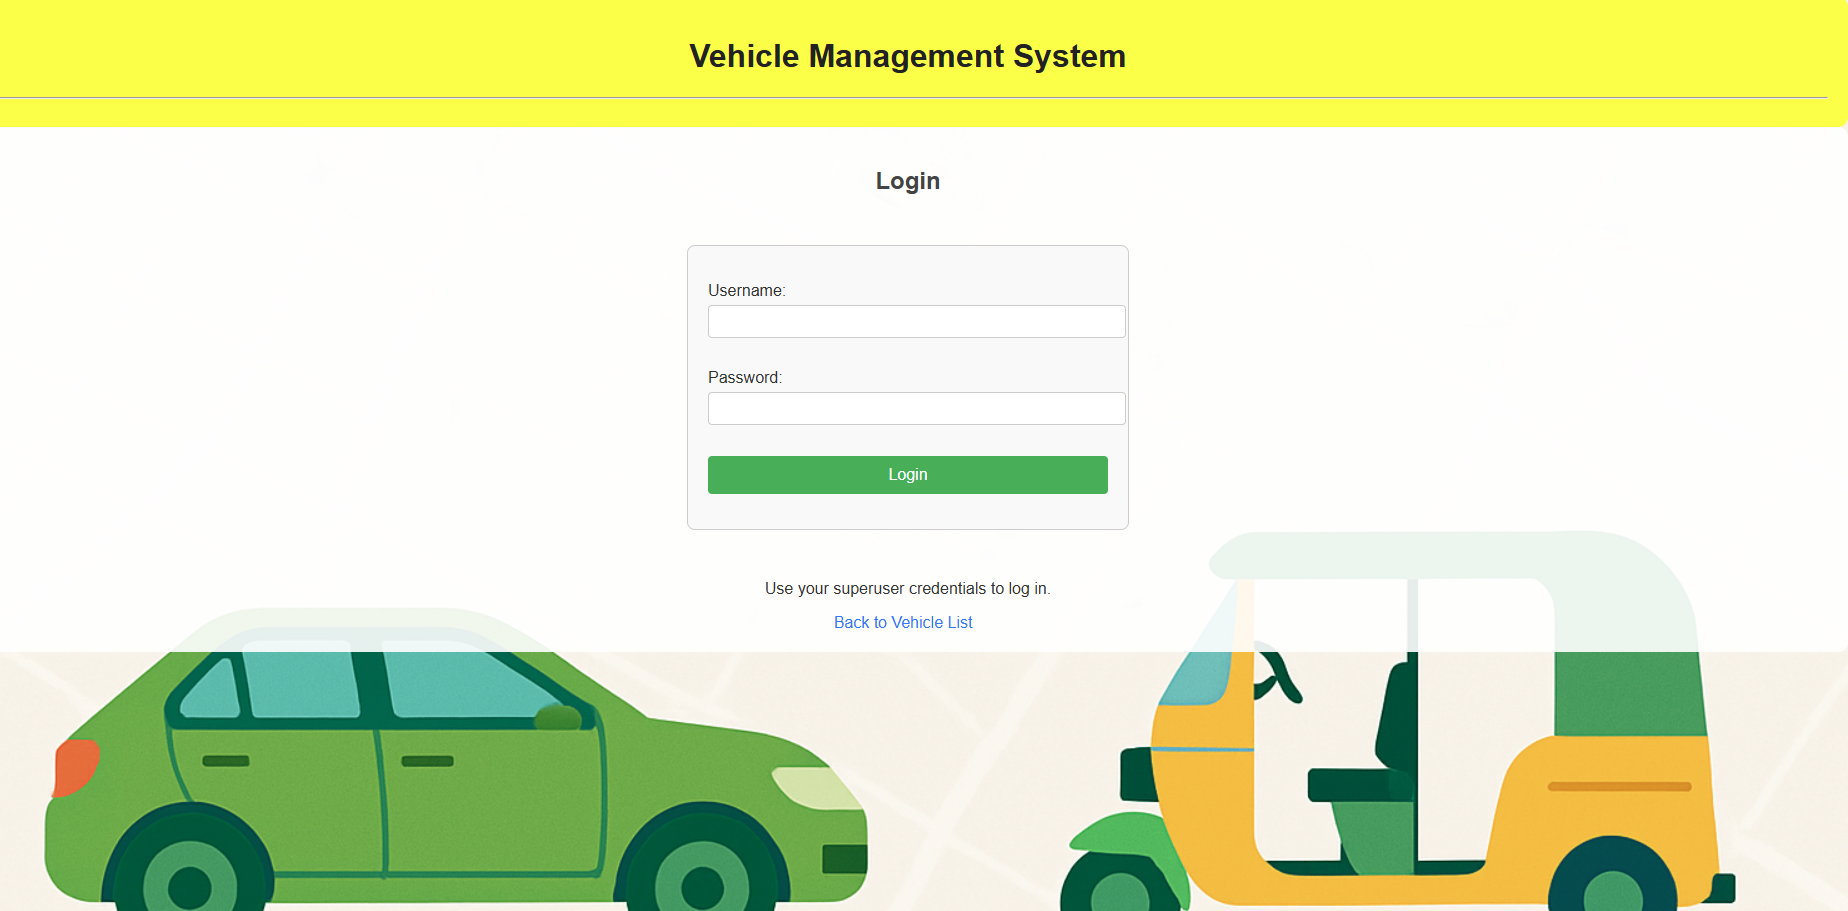 Vehicle Management System
Login
Username:
Password:
Login
Use your superuser credentials to log in.
Back to Vehicle List